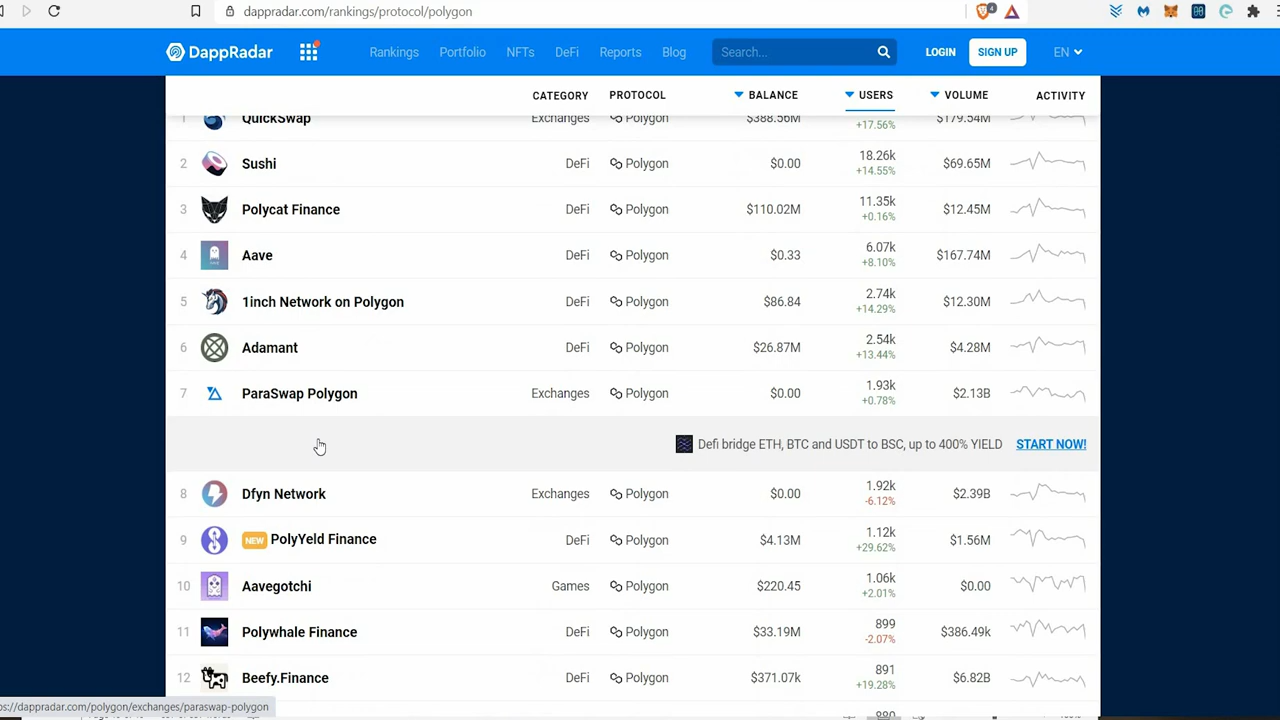 dappradar.com/rankings/protocol/polygon
4
DappRadar Rankings Portfolio NFTs DeFi Reports Blog Search... LOGIN SIGN UP EN
CATEGORY PROTOCOL BALANCE USERS VOLUME ACTIVITY
1 QuickSwap Exchanges Polygon $388.56M $179.54M
+17.56%
2 Sushi DeFi Polygon $0.00 18.26k $69.65M
+14.55%
3 Polycat Finance DeFi Polygon $110.02M 11.35k $12.45M
+0.16%
4 Aave DeFi Polygon $0.33 6.07k $167.74M
+8.10%
5 1inch Network on Polygon DeFi Polygon $86.84 2.74k $12.30M
+14.29%
6 Adamant DeFi Polygon $26.87M 2.54k $4.28M
+13.44%
7 ParaSwap Polygon Exchanges Polygon $0.00 1.93k $2.13B
+0.78%
Defi bridge ETH, BTC and USDT to BSC, up to 400% YIELD START NOW!
8 Dfyn Network Exchanges Polygon $0.00 1.92k $2.39B
-6.12%
9 NEW PolyYeld Finance DeFi Polygon $4.13M 1.12k $1.56M
+29.62%
10 Aavegotchi Games Polygon $220.45 1.06k $0.00
+2.01%
11 Polywhale Finance DeFi Polygon $33.19M 899 $386.49k
-2.07%
12 Beefy.Finance DeFi Polygon $371.07k 891 $6.82B
+19.28%
ps://dappradar.com/polygon/exchanges/paraswap-polygon